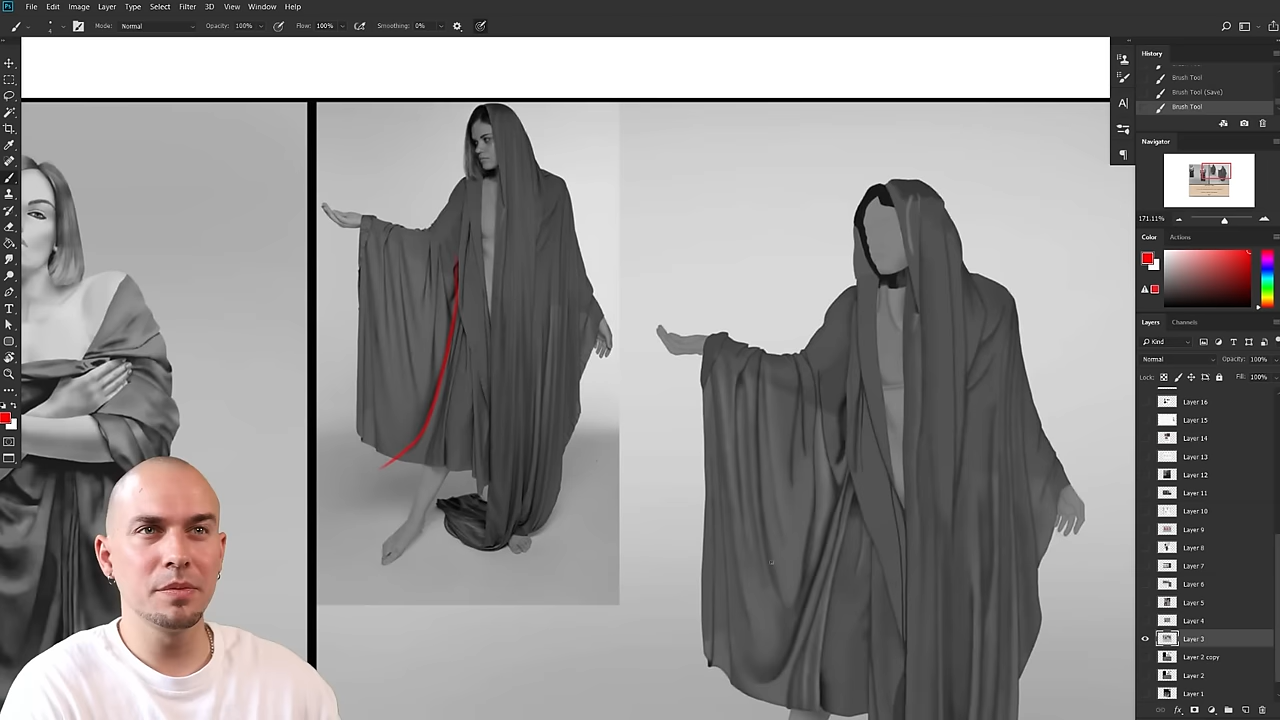 Ps File Edit Image Layer Type Select Filter 3D View Window Help
4 Mode: Normal Opacity: 100% Flow: 100% Smoothing: 0%
History
Brush Tool
Brush Tool (Save)
Brush Tool
Navigator
171.11%
Color Actions
Layers Channels
Kind
Normal Opacity: 100%
Lock: Fill: 100%
Layer 16
Layer 15
Layer 14
Layer 13
Layer 12
Layer 11
Layer 10
Layer 9
Layer 8
Layer 7
Layer 6
Layer 5
Layer 4
Layer 3
Layer 2 copy
Layer 2
Layer 1